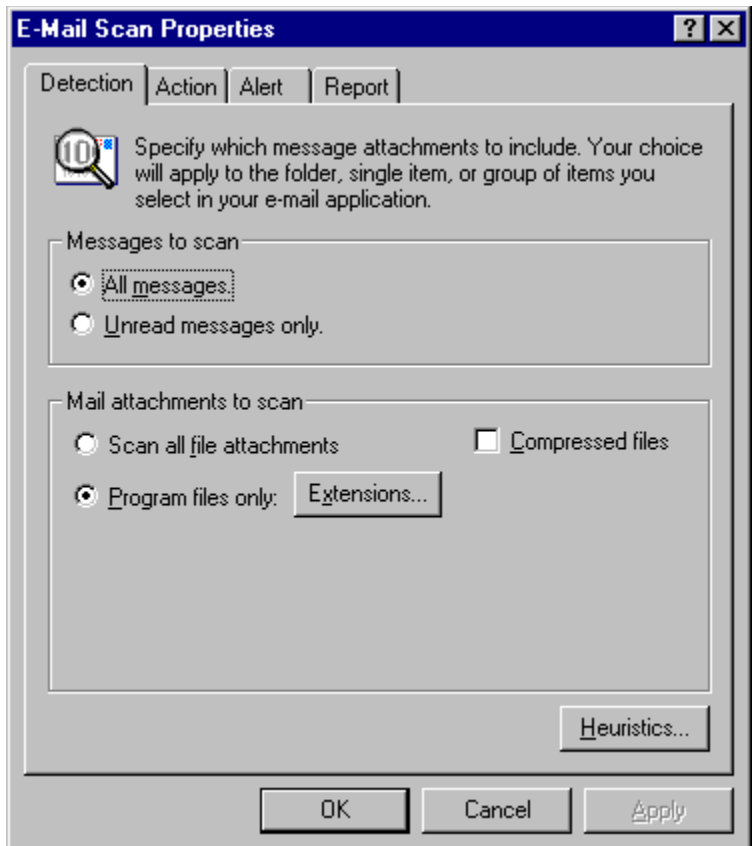 E-Mail Scan Properties
Detection Action Alert Report
Specify which message attachments to include. Your choice
will apply to the folder, single item, or group of items you
select in your e-mail application.
Messages to scan
All messages.
Unread messages only.
Mail attachments to scan
Scan all file attachments Compressed files
Program files only: Extensions...
Heuristics...
OK Cancel Apply